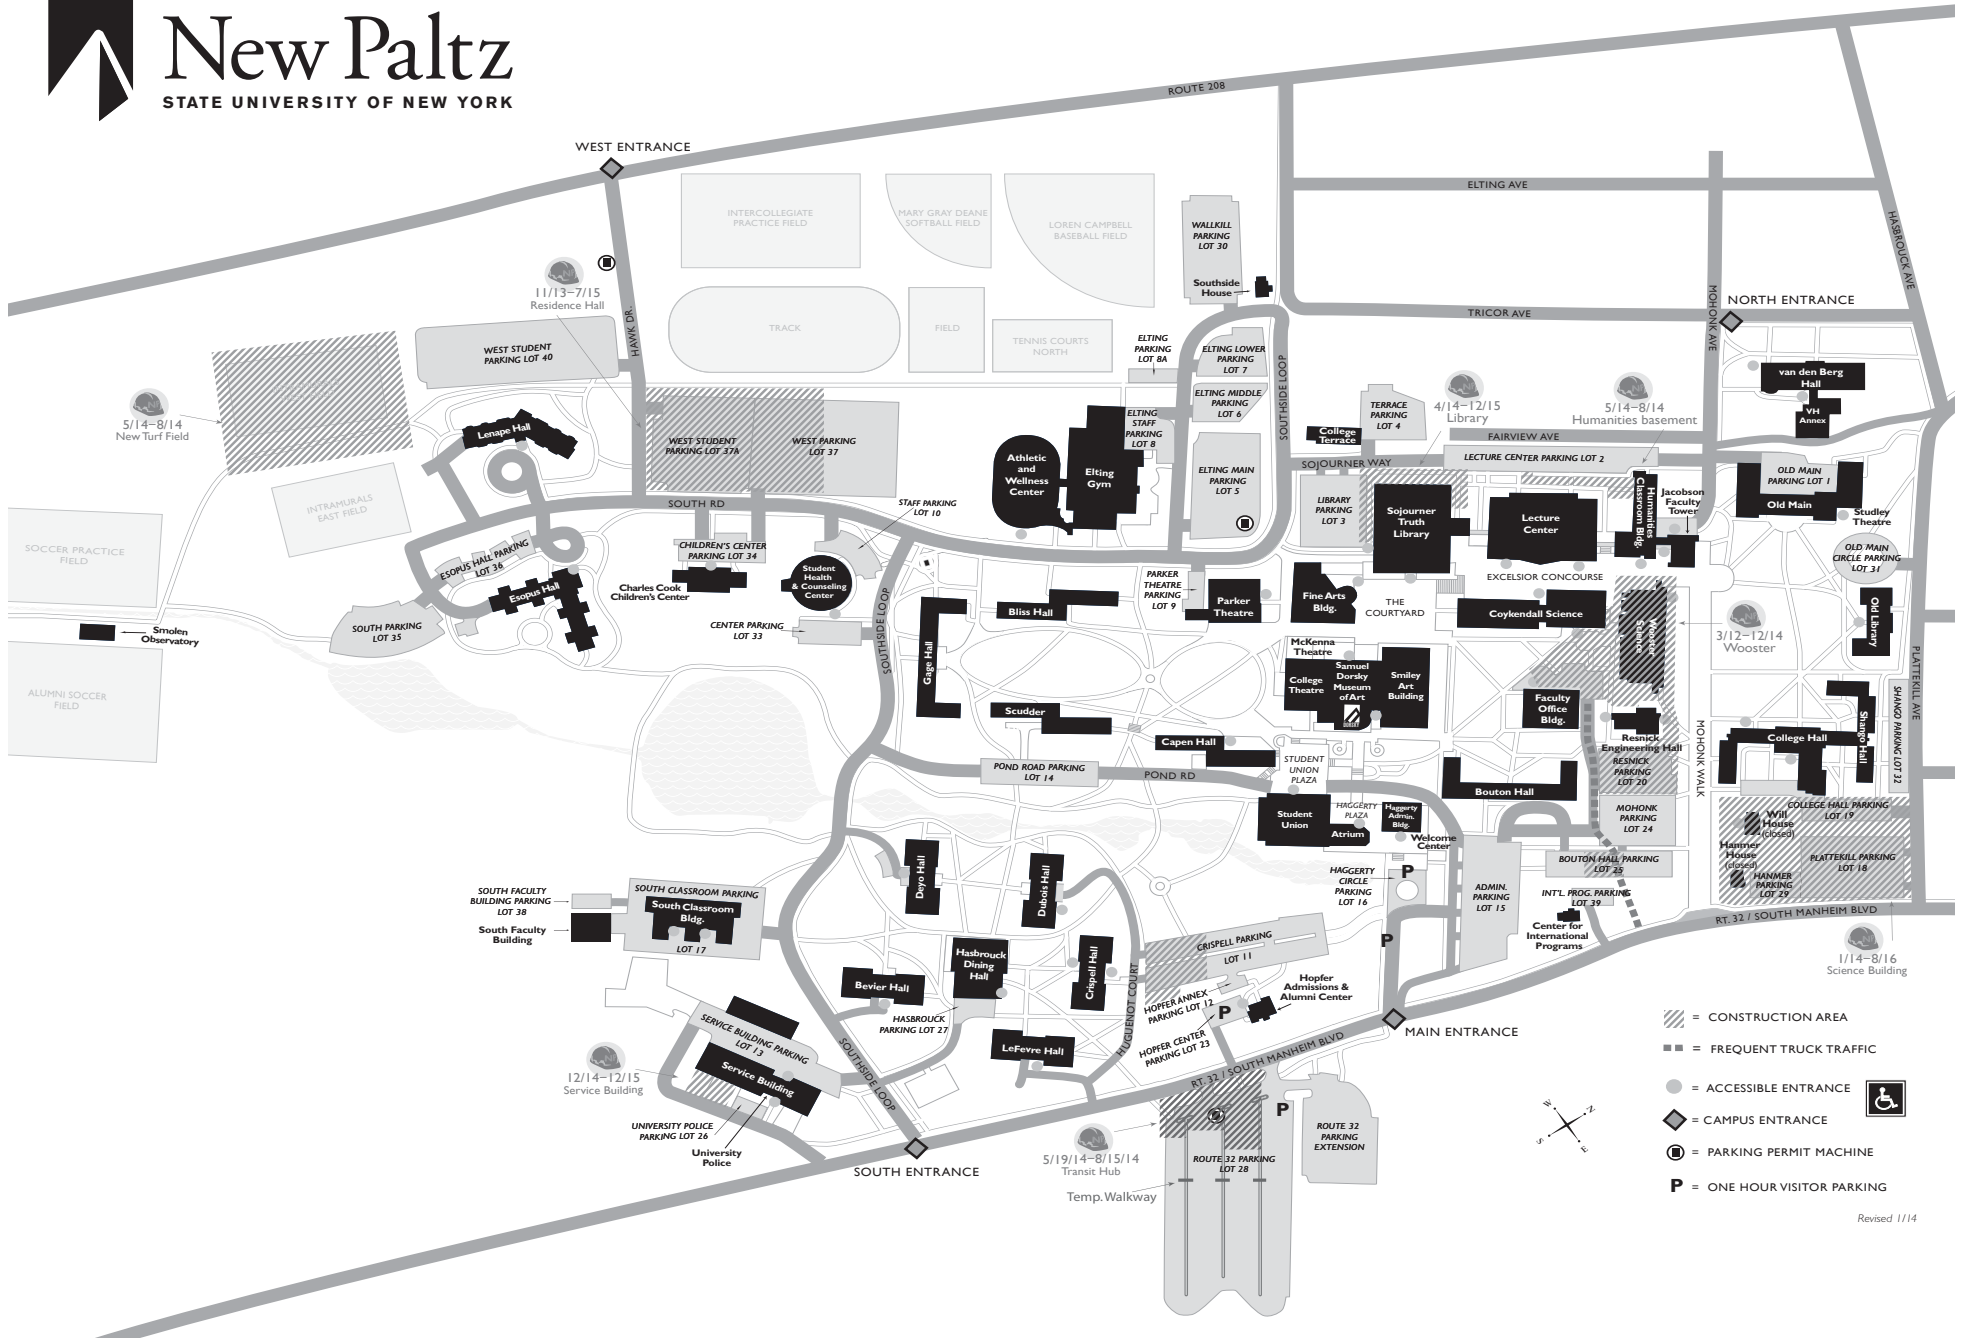 New Paltz
STATE UNIVERSITY OF NEW YORK
ROUTE 208
WEST ENTRANCE
ELTING AVE
HASBROUCK AVE
INTERCOLLEGIATE
PRACTICE FIELD
MARY GRAY DEANE
SOFTBALL FIELD
LOREN CAMPBELL
BASEBALL FIELD
WALLKILL
PARKING
LOT 30
Southside
House
11/13–7/15
Residence Hall
HAWK DR.
TRACK
FIELD
TENNIS COURTS
NORTH
TRICOR AVE
MOHONK AVE
NORTH ENTRANCE
WEST STUDENT
PARKING LOT 40
ELTING
PARKING
LOT 8A
ELTING LOWER
PARKING
LOT 7
ELTING MIDDLE
PARKING
LOT 6
SOUTHSIDE LOOP
5/14–8/14
New Turf Field
Lenape Hall
WEST STUDENT
PARKING LOT 37A
WEST PARKING
LOT 37
Athletic
and
Wellness
Center
Elting
Gym
ELTING
STAFF
PARKING
LOT 8
ELTING MAIN
PARKING
LOT 5
TERRACE
PARKING
LOT 4
College
Terrace
4/14–12/15
Library
5/14–8/14
Humanities basement
FAIRVIEW AVE
SOJOURNER WAY
LECTURE CENTER PARKING LOT 2
van den Berg
Hall
VH
Annex
OLD MAIN
PARKING LOT 1
Old Main
Studley
Theatre
INTRAMURALS
EAST FIELD
SOUTH RD
STAFF PARKING
LOT 10
LIBRARY
PARKING
LOT 3
Sojourner
Truth
Library
Lecture
Center
Humanities
Classroom Bldg.
Jacobson
Faculty
Tower
OLD MAIN
CIRCLE PARKING
LOT 31
SOCCER PRACTICE
FIELD
ESOPUS HALL PARKING
LOT 36
Esopus Hall
CHILDREN'S CENTER
PARKING LOT 34
Charles Cook
Children's Center
Student
Health
& Counseling
Center
CENTER PARKING
LOT 33
SOUTHSIDE LOOP
SOUTH PARKING
LOT 35
Smolen
Observatory
ALUMNI SOCCER
FIELD
Gage Hall
Bliss Hall
PARKER
THEATRE
PARKING
LOT 9
Parker
Theatre
Fine Arts
Bldg.
THE
COURTYARD
EXCELSIOR CONCOURSE
Coykendall Science
Wooster
Science
3/12–12/14
Wooster
Old Library
McKenna
Theatre
College
Theatre
Samuel
Dorsky
Museum
of Art
DORSKY
Smiley
Art
Building
Faculty
Office
Bldg.
Resnick
Engineering Hall
RESNICK
PARKING
LOT 20
MOHONK WALK
College Hall
Shango Hall
SHANGO PARKING LOT 32
PLATTEKILL AVE
Scudder
Capen Hall
POND ROAD PARKING
LOT 14
POND RD
STUDENT
UNION
PLAZA
Student
Union
HAGGERTY
PLAZA
Atrium
Haggerty
Admin.
Bldg.
Welcome
Center
Bouton Hall
MOHONK
PARKING
LOT 24
BOUTON HALL PARKING
LOT 25
COLLEGE HALL PARKING
LOT 19
Will
House
(closed)
Hanmer
House
(closed)
HANMER
PARKING
LOT 29
PLATTEKILL PARKING
LOT 18
INT'L. PROG. PARKING
LOT 39
Center for
International
Programs
RT. 32 / SOUTH MANHEIM BLVD
1/14–8/16
Science Building
HAGGERTY
CIRCLE
PARKING
LOT 16
P
P
ADMIN.
PARKING
LOT 15
SOUTH FACULTY
BUILDING PARKING
LOT 38
South Faculty
Building
SOUTH CLASSROOM PARKING
South Classroom
Bldg.
LOT 17
Deyo Hall
Dubois Hall
Bevier Hall
Hasbrouck
Dining
Hall
Crispell Hall
HASBROUCK
PARKING LOT 27
LeFevre Hall
HUGUENOT COURT
CRISPELL PARKING
LOT 11
HOPFER ANNEX
PARKING LOT 12
P
HOPFER CENTER
PARKING LOT 23
Hopfer
Admissions &
Alumni Center
MAIN ENTRANCE
RT. 32 / SOUTH MANHEIM BLVD
SERVICE BUILDING PARKING
LOT 13
Service Building
12/14–12/15
Service Building
UNIVERSITY POLICE
PARKING LOT 26
University
Police
SOUTHSIDE LOOP
SOUTH ENTRANCE
5/19/14–8/15/14
Transit Hub
Temp. Walkway
ROUTE 32 PARKING
LOT 28
P
ROUTE 32
PARKING
EXTENSION
W
N
S
E
= CONSTRUCTION AREA
= FREQUENT TRUCK TRAFFIC
= ACCESSIBLE ENTRANCE
= CAMPUS ENTRANCE
= PARKING PERMIT MACHINE
P = ONE HOUR VISITOR PARKING
Revised 1/14